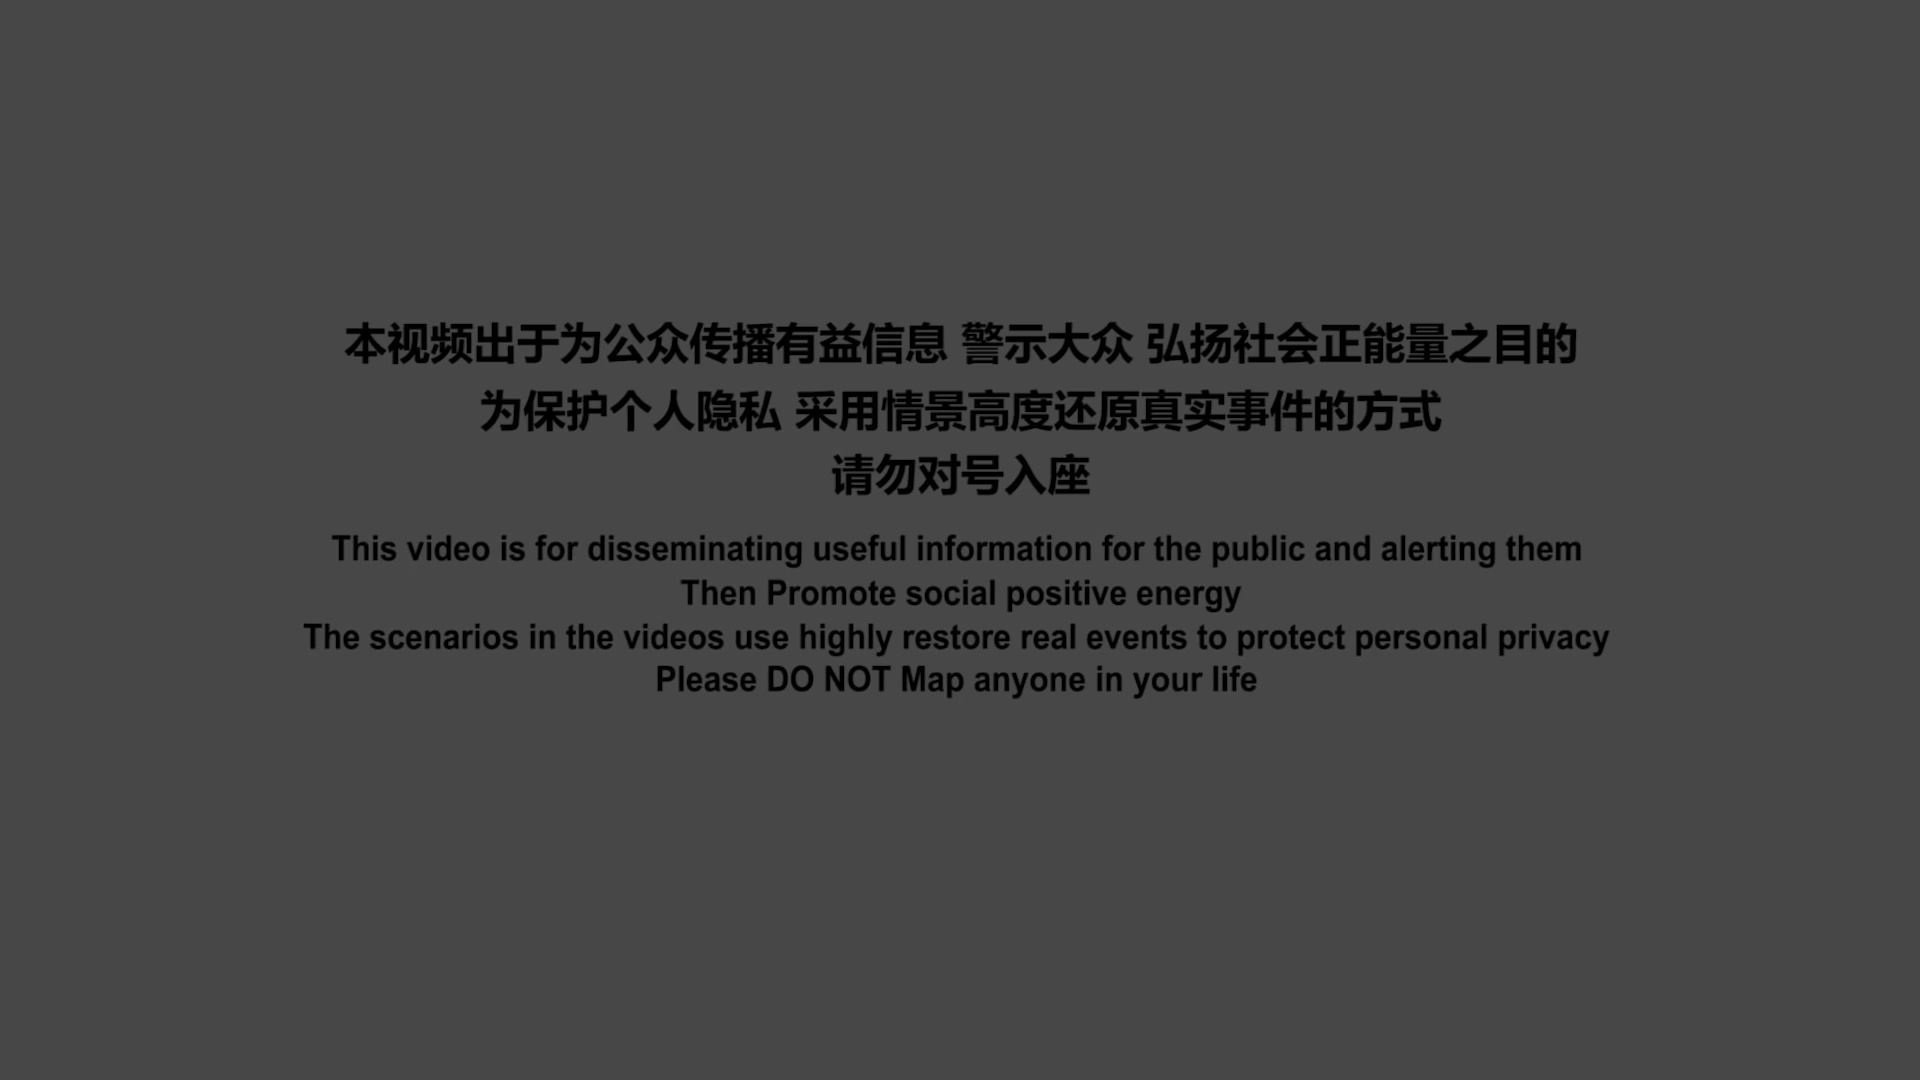 本视频出于为公众传播有益信息 警示大众 弘扬社会正能量之目的
为保护个人隐私 采用情景高度还原真实事件的方式
请勿对号入座
This video is for disseminating useful information for the public and alerting them
Then Promote social positive energy
The scenarios in the videos use highly restore real events to protect personal privacy
Please DO NOT Map anyone in your life